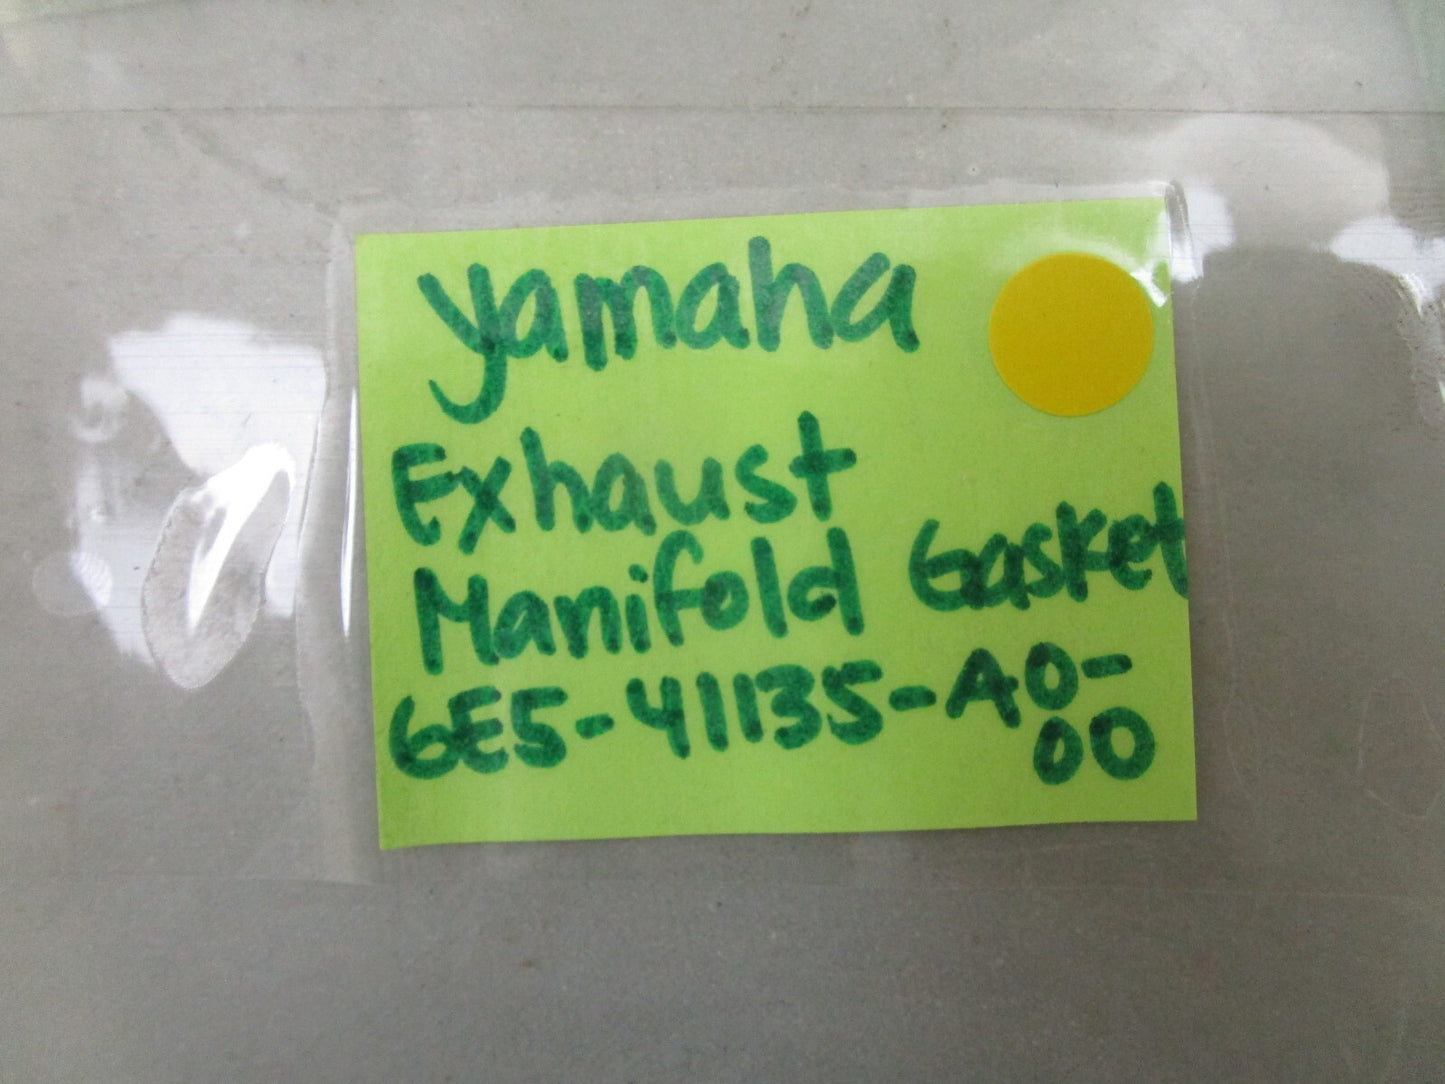 yamaha
Exhaust
Manifold Gasket
6E5-41135-A0-
00